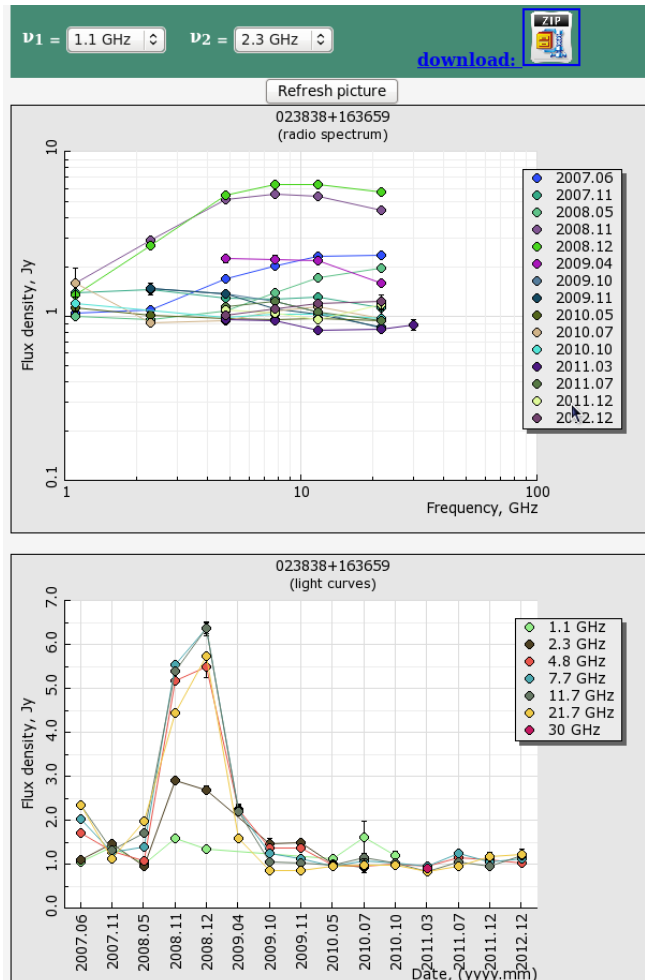 ν1 = 1.1 GHz ν2 = 2.3 GHz
download: ZIP
Refresh picture
023838+163659
(radio spectrum)
Flux density, Jy
10
1
0.1
1 10 100
Frequency, GHz
2007.06
2007.11
2008.05
2008.11
2008.12
2009.04
2009.10
2009.11
2010.05
2010.07
2010.10
2011.03
2011.07
2011.12
2012.12
023838+163659
(light curves)
Flux density, Jy
7.0
6.0
5.0
4.0
3.0
2.0
1.0
0.0
1.1 GHz
2.3 GHz
4.8 GHz
7.7 GHz
11.7 GHz
21.7 GHz
30 GHz
2007.06 2007.11 2008.05 2008.11 2008.12 2009.04 2009.10 2009.11 2010.05 2010.07 2010.10 2011.03 2011.07 2011.12 2012.12
Date, (yyyy.mm)